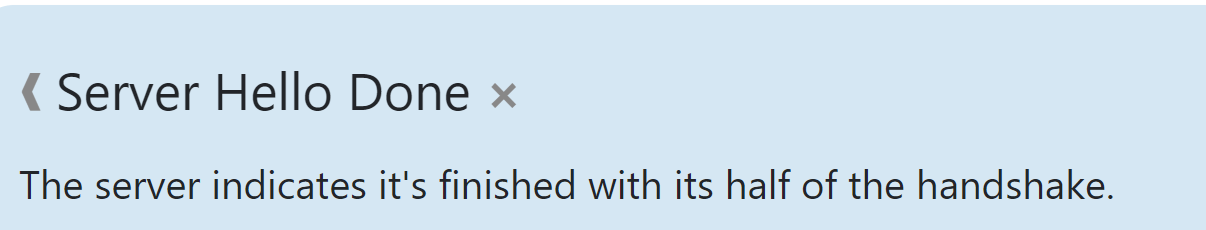 Server Hello Done ×
The server indicates it's finished with its half of the handshake.